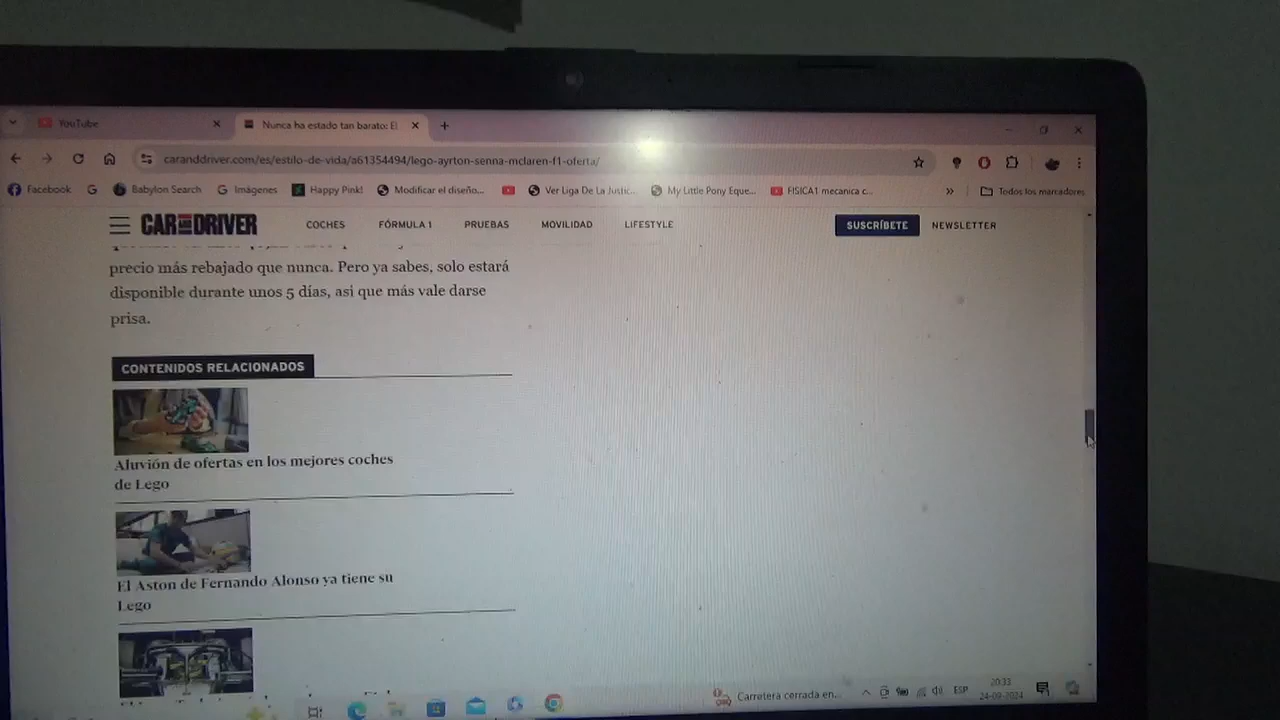 YouTube
Nunca ha estado tan barato: El
caranddriver.com/es/estilo-de-vida/a61354494/lego-ayrton-senna-mclaren-f1-oferta/
Facebook
Babylon Search
Imágenes
Happy Pink!
Modificar el diseño,...
Ver Liga De La Justic...
My Little Pony Eque...
FISICA1 mecanica c...
»
Todos los marcadores
CAR AND DRIVER
COCHES
FÓRMULA 1
PRUEBAS
MOVILIDAD
LIFESTYLE
SUSCRÍBETE
NEWSLETTER
precio más rebajado que nunca. Pero ya sabes, solo estará
disponible durante unos 5 días, asi que más vale darse
prisa.
CONTENIDOS RELACIONADOS
Aluvión de ofertas en los mejores coches
de Lego
El Aston de Fernando Alonso ya tiene su
Lego
Carretera cerrada en...
ESP
20:33
24-09-2024